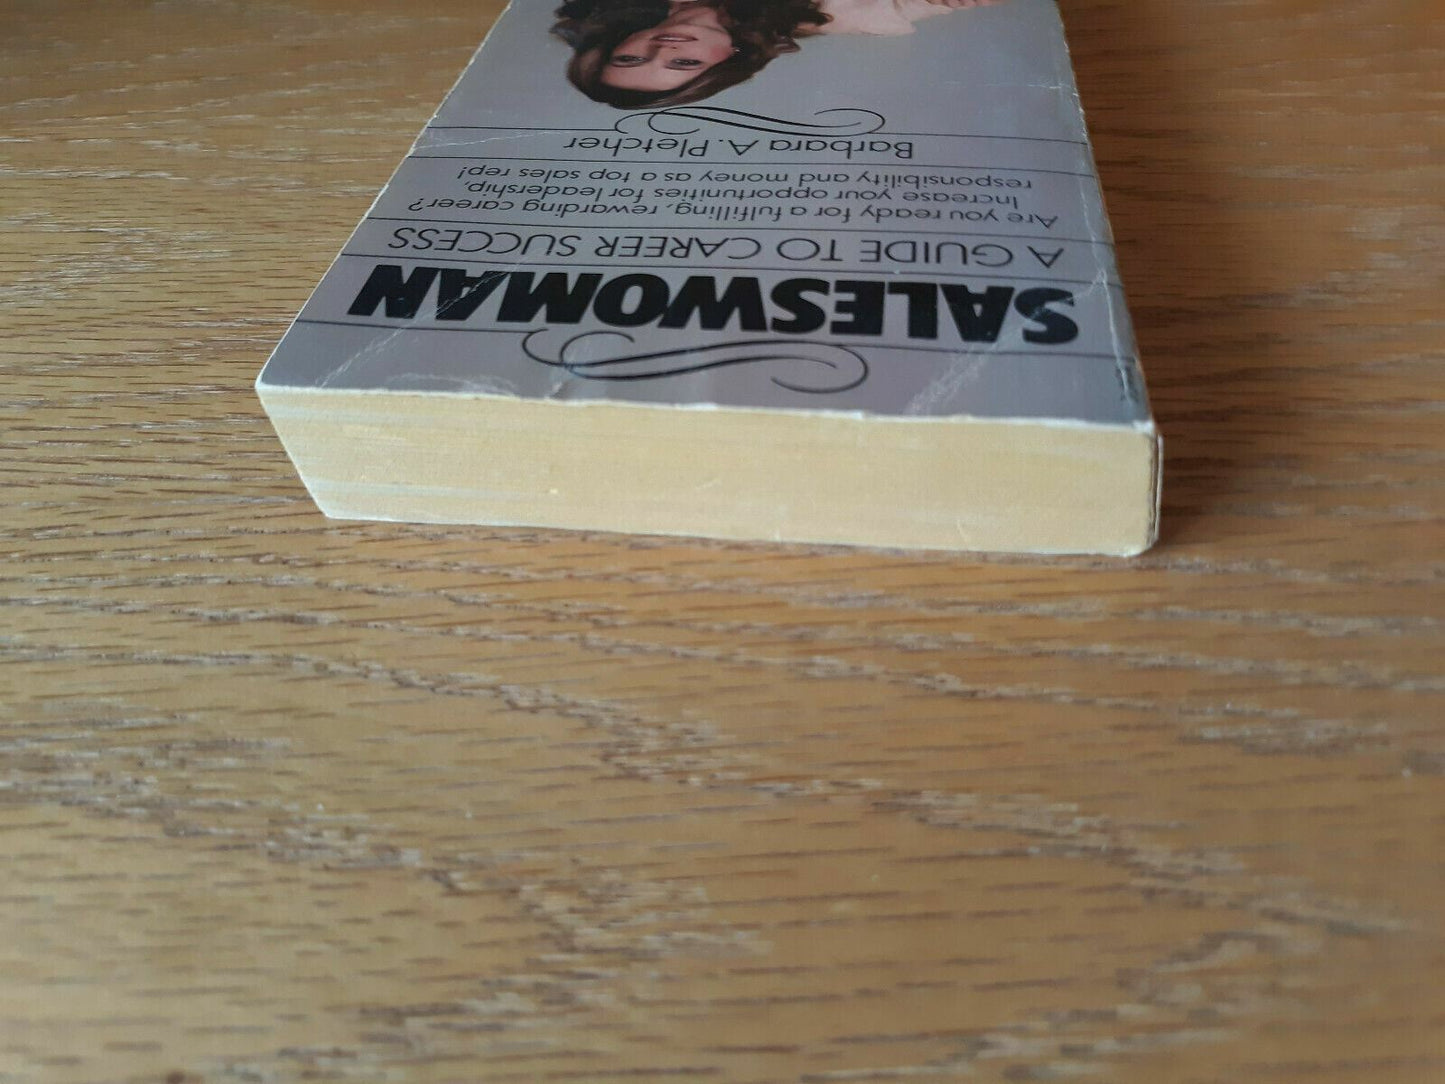 SALESWOMAN
A GUIDE TO CAREER SUCCESS
Are you ready for a fulfilling, rewarding career?
Increase your opportunities for leadership,
responsibility and money as a top sales rep!
Barbara A. Pletcher